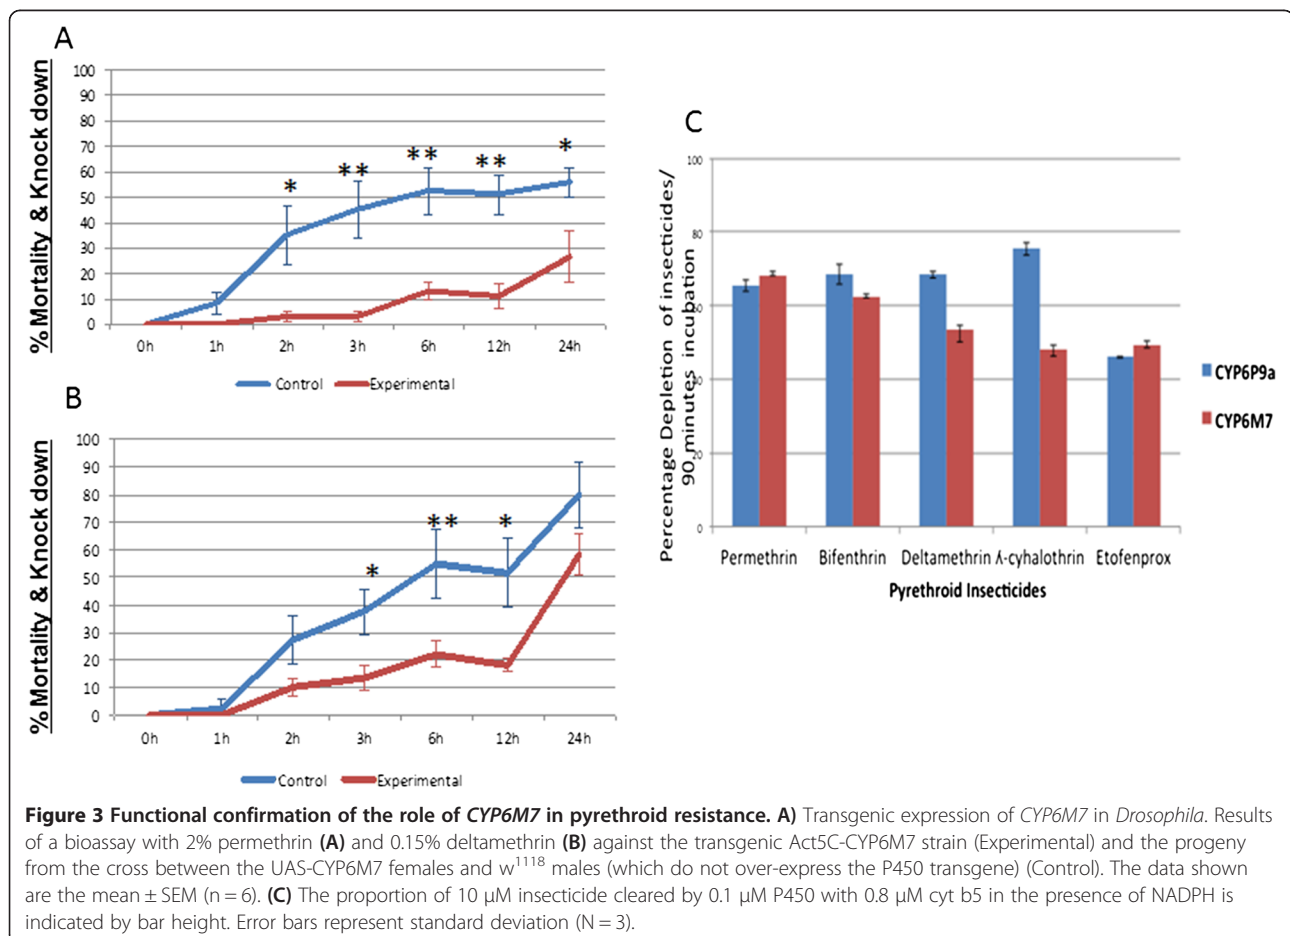 A
%Mortality & Knock down
100
90
80
70
60
50
40
30
20
10
0
*
**
**
**
*
0h 1h 2h 3h 6h 12h 24h
Control Experimental
B
%Mortality & Knock down
100
90
80
70
60
50
40
30
20
10
0
*
**
*
0h 1h 2h 3h 6h 12h 24h
Control Experimental
C
Percentage Depletion of insecticides/
90 minutes incubation
100
80
60
40
20
0
Permethrin Bifenthrin Deltamethrin λ-cyhalothrin Etofenprox
Pyrethroid Insecticides
CYP6P9a
CYP6M7
Figure 3 Functional confirmation of the role of CYP6M7 in pyrethroid resistance. A) Transgenic expression of CYP6M7 in Drosophila. Results
of a bioassay with 2% permethrin (A) and 0.15% deltamethrin (B) against the transgenic Act5C-CYP6M7 strain (Experimental) and the progeny
from the cross between the UAS-CYP6M7 females and w1118 males (which do not over-express the P450 transgene) (Control). The data shown
are the mean ± SEM (n = 6). (C) The proportion of 10 μM insecticide cleared by 0.1 μM P450 with 0.8 μM cyt b5 in the presence of NADPH is
indicated by bar height. Error bars represent standard deviation (N = 3).